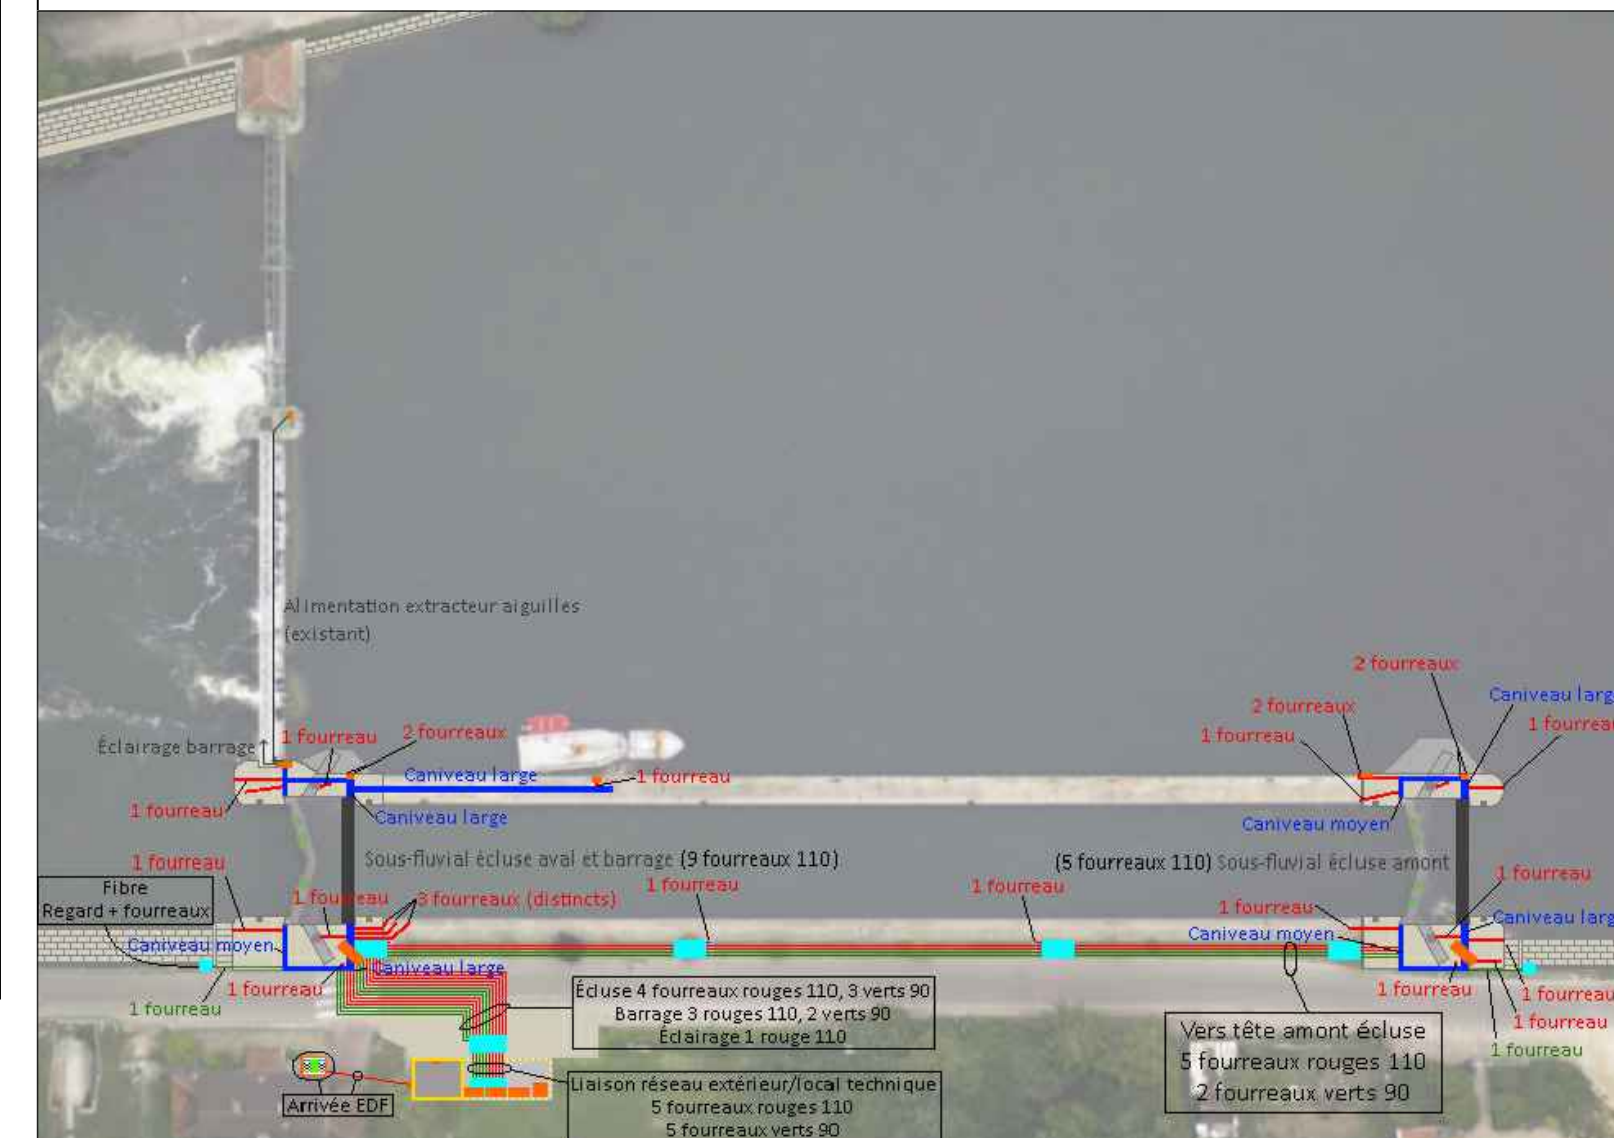 Alimentation extracteur aiguilles
(existant)
2 fourreaux
Caniveau larg
2 fourreaux
1 fourreau
1 fourreau
Éclairage barrage
1 fourreau
2 fourreaux
Caniveau large
1 fourreau
1 fourreau
Caniveau large
Caniveau moyen
Sous-fluvial écluse aval et barrage (9 fourreaux 110)
(5 fourreaux 110) Sous-fluvial écluse amont
1 fourreau
Fibre
Regard + fourreaux
1 fourreau
3 fourreaux (distincts)
1 fourreau
1 fourreau
1 fourreau
1 fourreau
Caniveau larg
Caniveau moyen
Caniveau moyen
Caniveau large
1 fourreau
1 fourreau
1 fourreau
1 fourreau
1 fourreau
1 fourreau
Écluse 4 fourreaux rouges 110, 3 verts 90
Barrage 3 rouges 110, 2 verts 90
Éclairage 1 rouge 110
Vers tête amont écluse
5 fourreaux rouges 110
2 fourreaux verts 90
Arrivée EDF
Liaison réseau extérieur/local technique
5 fourreaux rouges 110
5 fourreaux verts 90